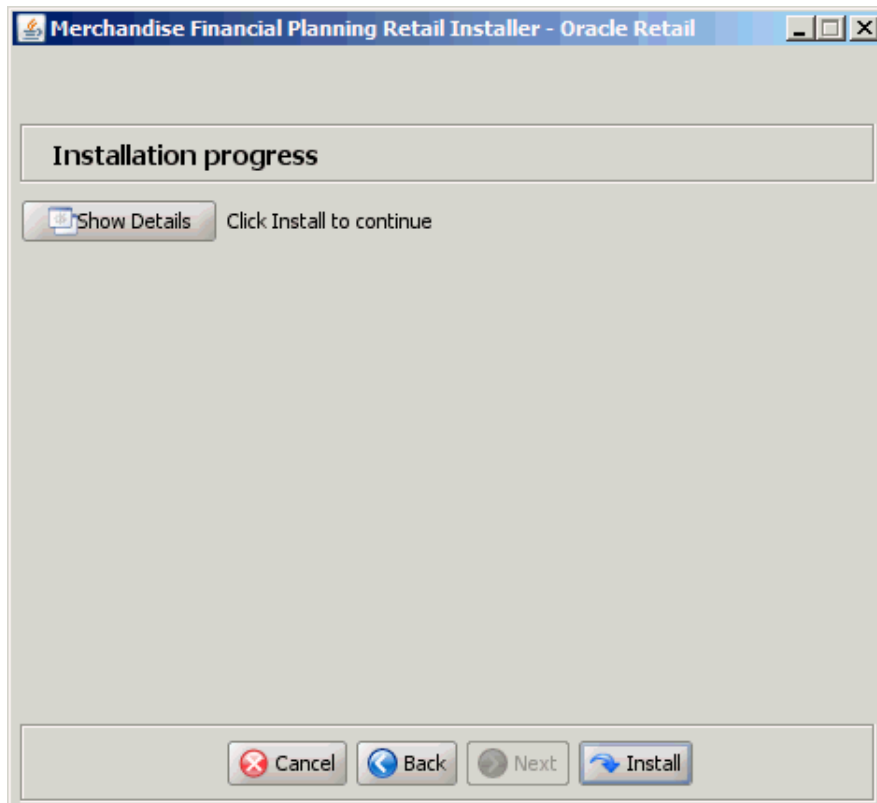 Merchandise Financial Planning Retail Installer - Oracle Retail
Installation progress
Show Details Click Install to continue
Cancel Back Next Install